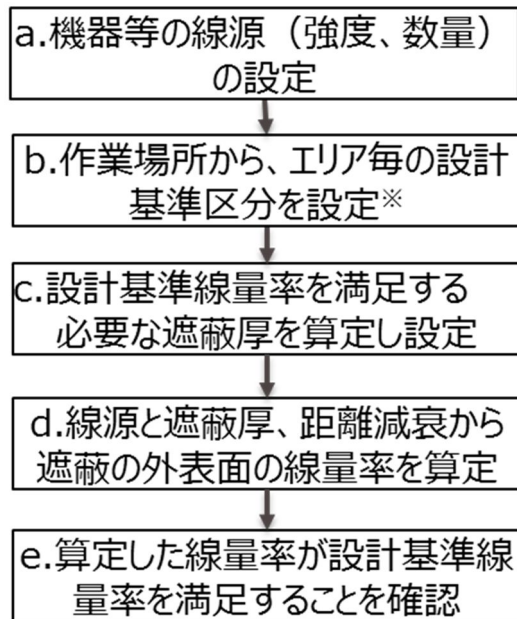 a.機器等の線源（強度、数量）
の設定
b.作業場所から、エリア毎の設計
基準区分を設定※
c.設計基準線量率を満足する
必要な遮蔽厚を算定し設定
d.線源と遮蔽厚、距離減衰から
遮蔽の外表面の線量率を算定
e.算定した線量率が設計基準線
量率を満足することを確認